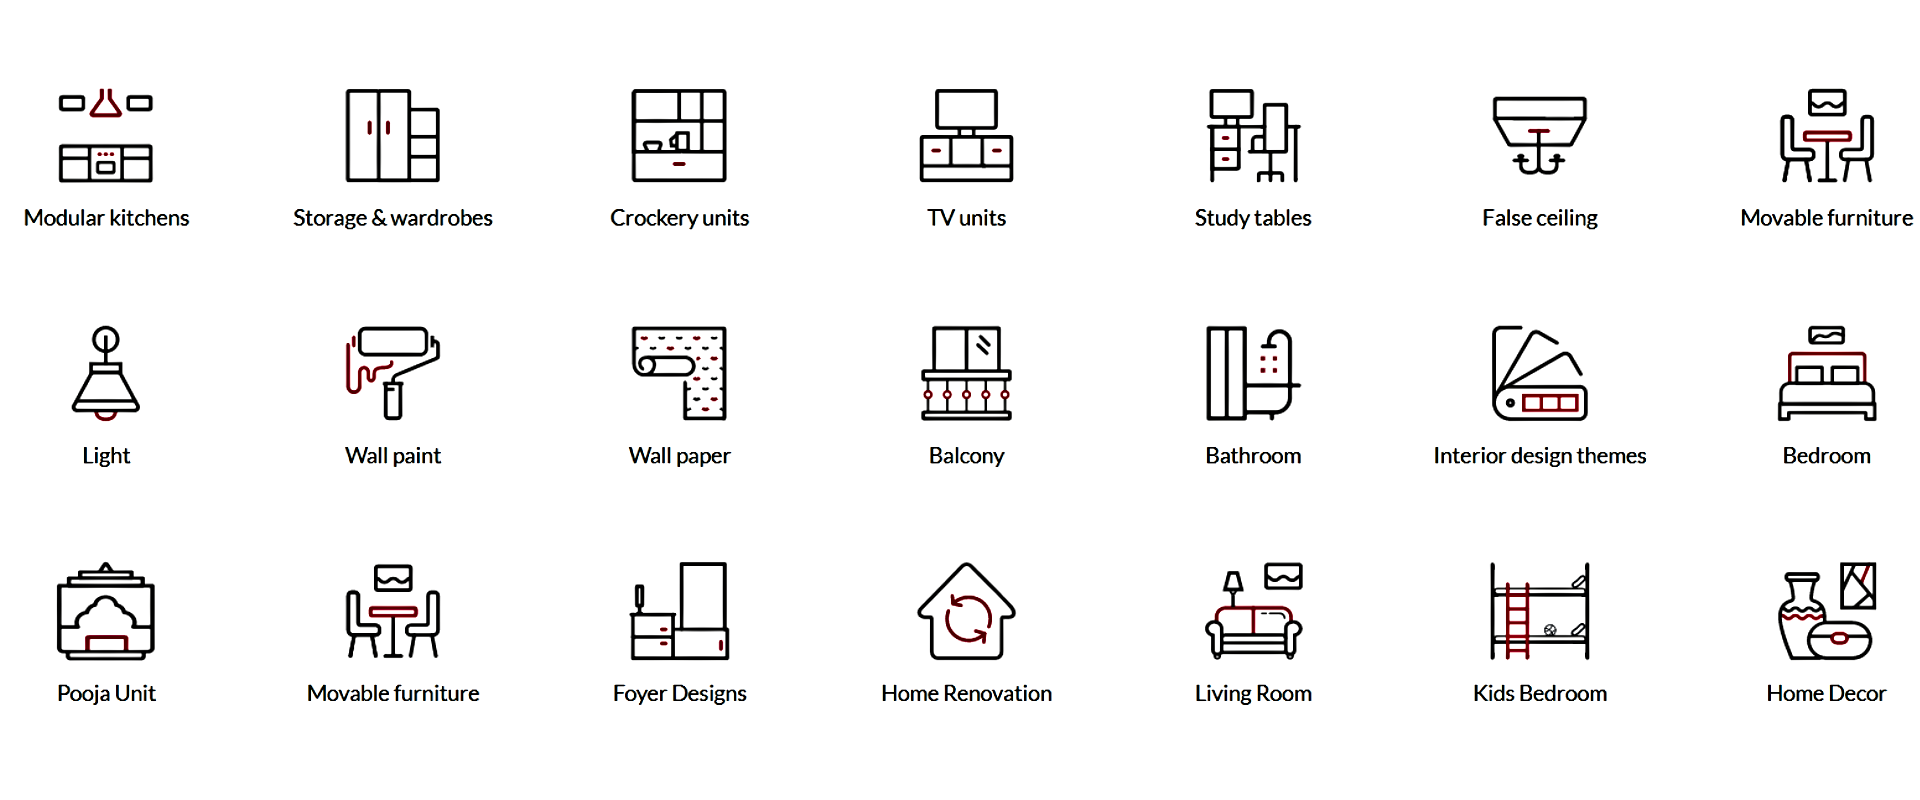 Modular kitchens
Storage & wardrobes
Crockery units
TV units
Study tables
False ceiling
Movable furniture
Light
Wall paint
Wall paper
Balcony
Bathroom
Interior design themes
Bedroom
Pooja Unit
Movable furniture
Foyer Designs
Home Renovation
Living Room
Kids Bedroom
Home Decor